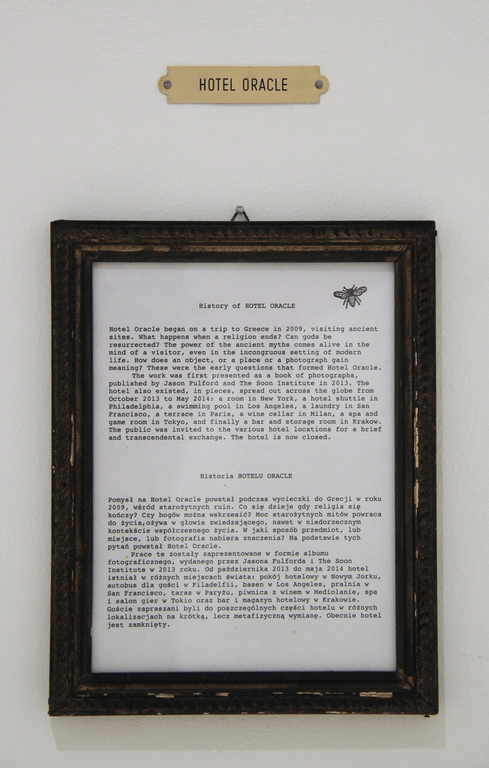 HOTEL ORACLE
History of HOTEL ORACLE
Hotel Oracle began on a trip to Greece in 2009, visiting ancient
sites. What happens when a religion ends? Can gods be
resurrected? The power of the ancient myths comes alive in the
mind of a visitor, even in the incongruous setting of modern
life. How does an object, or a place or a photograph gain
meaning? These were the early questions that formed Hotel Oracle.
The work was first presented as a book of photographs,
published by Jason Fulford and The Soon Institute in 2013. The
hotel also existed, in pieces, spread out across the globe from
October 2013 to May 2014: a room in New York, a hotel shuttle in
Philadelphia, a swimming pool in Los Angeles, a laundry in San
Francisco, a terrace in Paris, a wine cellar in Milan, a spa and
game room in Tokyo, and finally a bar and storage room in Krakow.
The public was invited to the various hotel locations for a brief
and transcendental exchange. The hotel is now closed.
Historia HOTELU ORACLE
Pomysł na Hotel Oracle powstał podczas wycieczki do Grecji w roku
2009, wśród starożytnych ruin. Co się dzieje gdy religia się
kończy? Czy bogów można wskrzesić? Moc starożytnych mitów powraca
do życia,ożywa w głowie zwiedzającego, nawet w niedorzecznym
kontekście współczesnego życia. W jaki sposób przedmiot, lub
miejsce, lub fotografia nabiera znaczenia? Na podstawie tych
pytań powstał Hotel Oracle.
Prace te zostały zaprezentowane w formie albumu
fotograficznego, wydanego przez Jasona Fulforda i The Soon
Institute w 2013 roku. Od października 2013 do maja 2014 hotel
istniał w różnych miejscach świata: pokój hotelowy w Nowym Jorku,
autobus dla gości w Filadelfii, basen w Los Angeles, pralnia w
San Francisco, taras w Paryżu, piwnica z winem w Mediolanie, spa
i salon gier w Tokio oraz bar i magazyn hotelowy w Krakowie.
Goście zapraszani byli do poszczególnych części hotelu w różnych
lokalizacjach na krótką, lecz metafizyczną wymianę. Obecnie hotel
jest zamknięty.